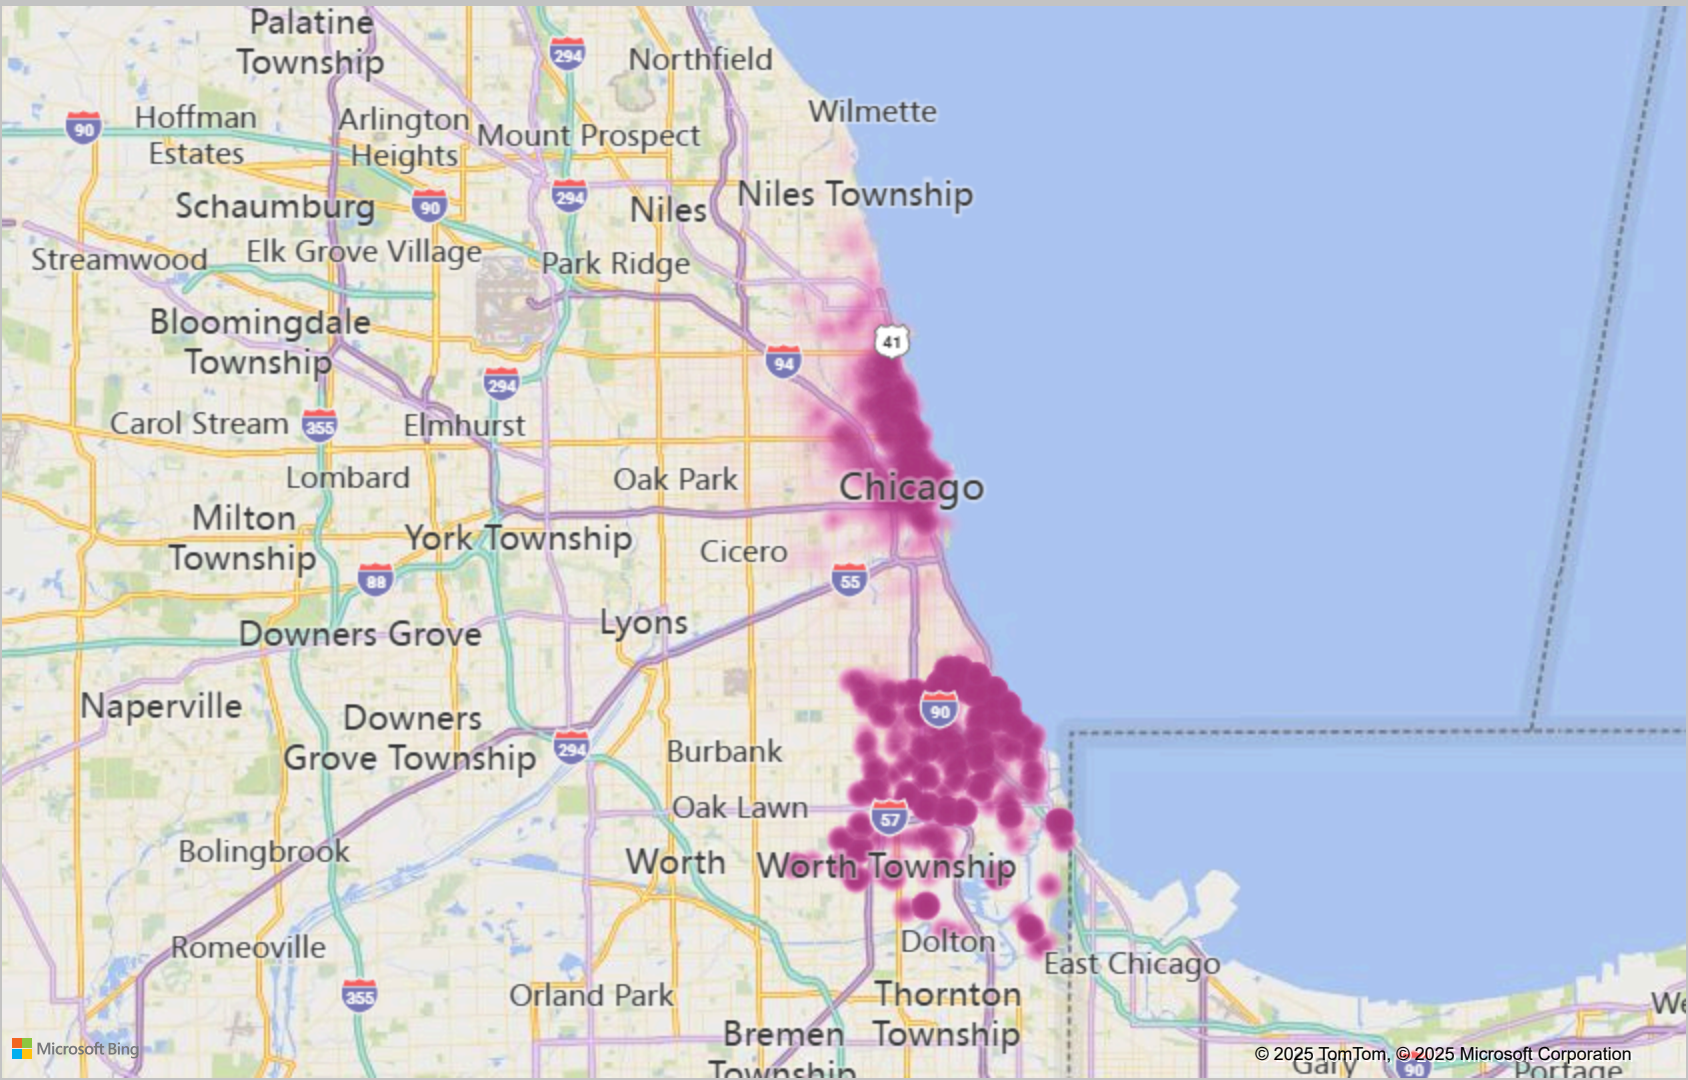 Palatine
Township
294
Northfield
Wilmette
90
Hoffman
Estates
Arlington
Heights
Mount Prospect
Schaumburg
90
294
Niles
Niles Township
Streamwood
Elk Grove Village
Park Ridge
Bloomingdale
Township
41
94
294
Carol Stream
355
Elmhurst
Lombard
Oak Park
Chicago
Milton
Township
York Township
Cicero
88
55
Downers Grove
Lyons
Naperville
Downers
Grove Township
294
90
Burbank
Oak Lawn
57
Bolingbrook
Worth
Worth Township
Romeoville
Dolton
East Chicago
355
Orland Park
Thornton
Township
We
Bremen
Township
Microsoft Bing
© 2025 TomTom, © 2025 Microsoft Corporation
Gary
90
Portage